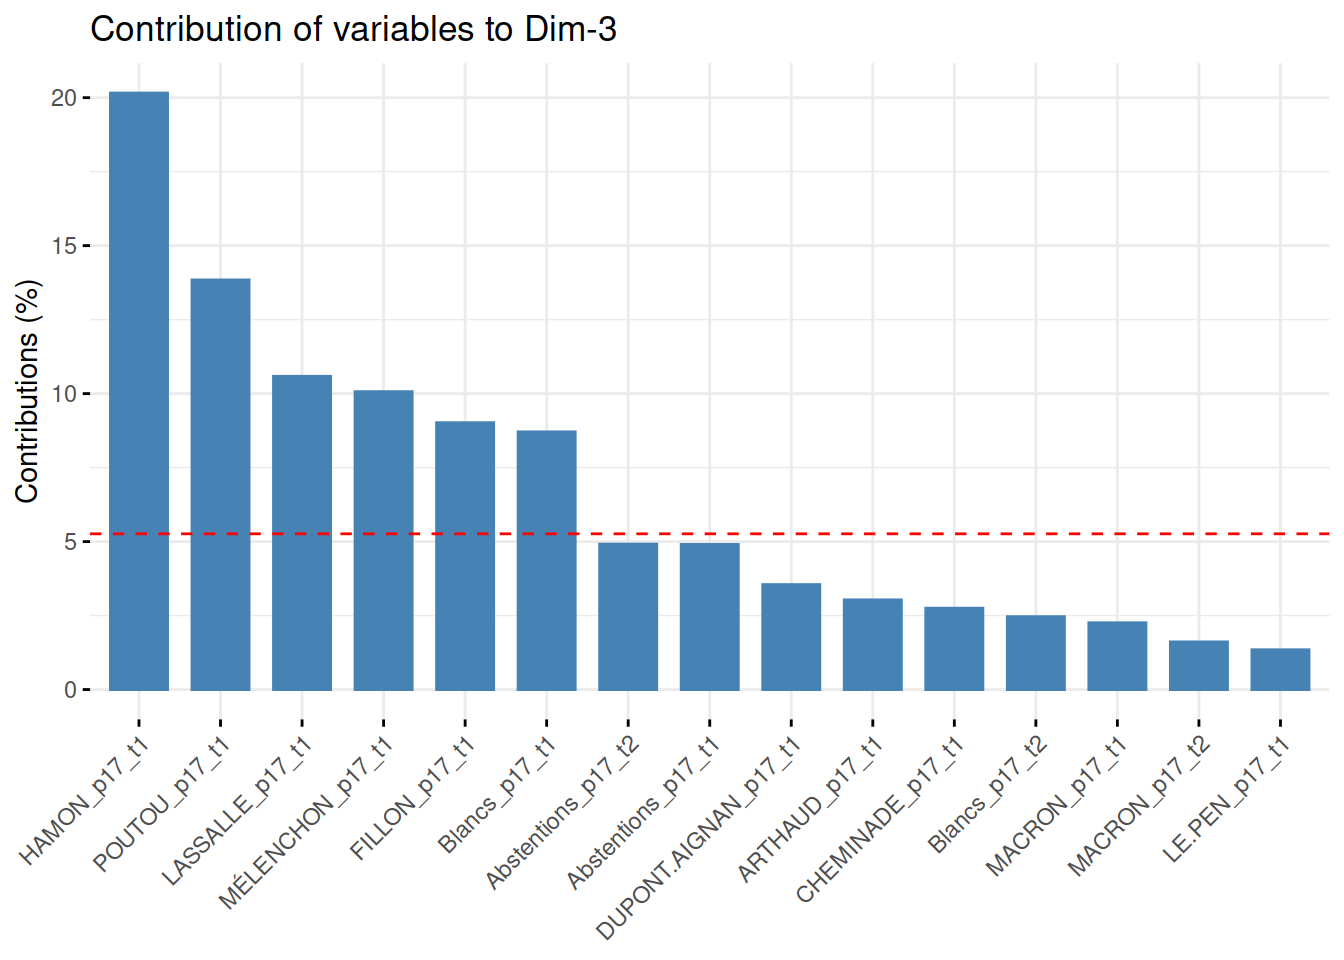 Contribution of variables to Dim-3
Contributions (%)
20
15
10
5
0
HAMON_p17_t1
POUTOU_p17_t1
LASSALLE_p17_t1
MÉLENCHON_p17_t1
FILLON_p17_t1
Blancs_p17_t1
Abstentions_p17_t2
Abstentions_p17_t1
DUPONT.AIGNAN_p17_t1
ARTHAUD_p17_t1
CHEMINADE_p17_t1
Blancs_p17_t2
MACRON_p17_t1
MACRON_p17_t2
LE.PEN_p17_t1